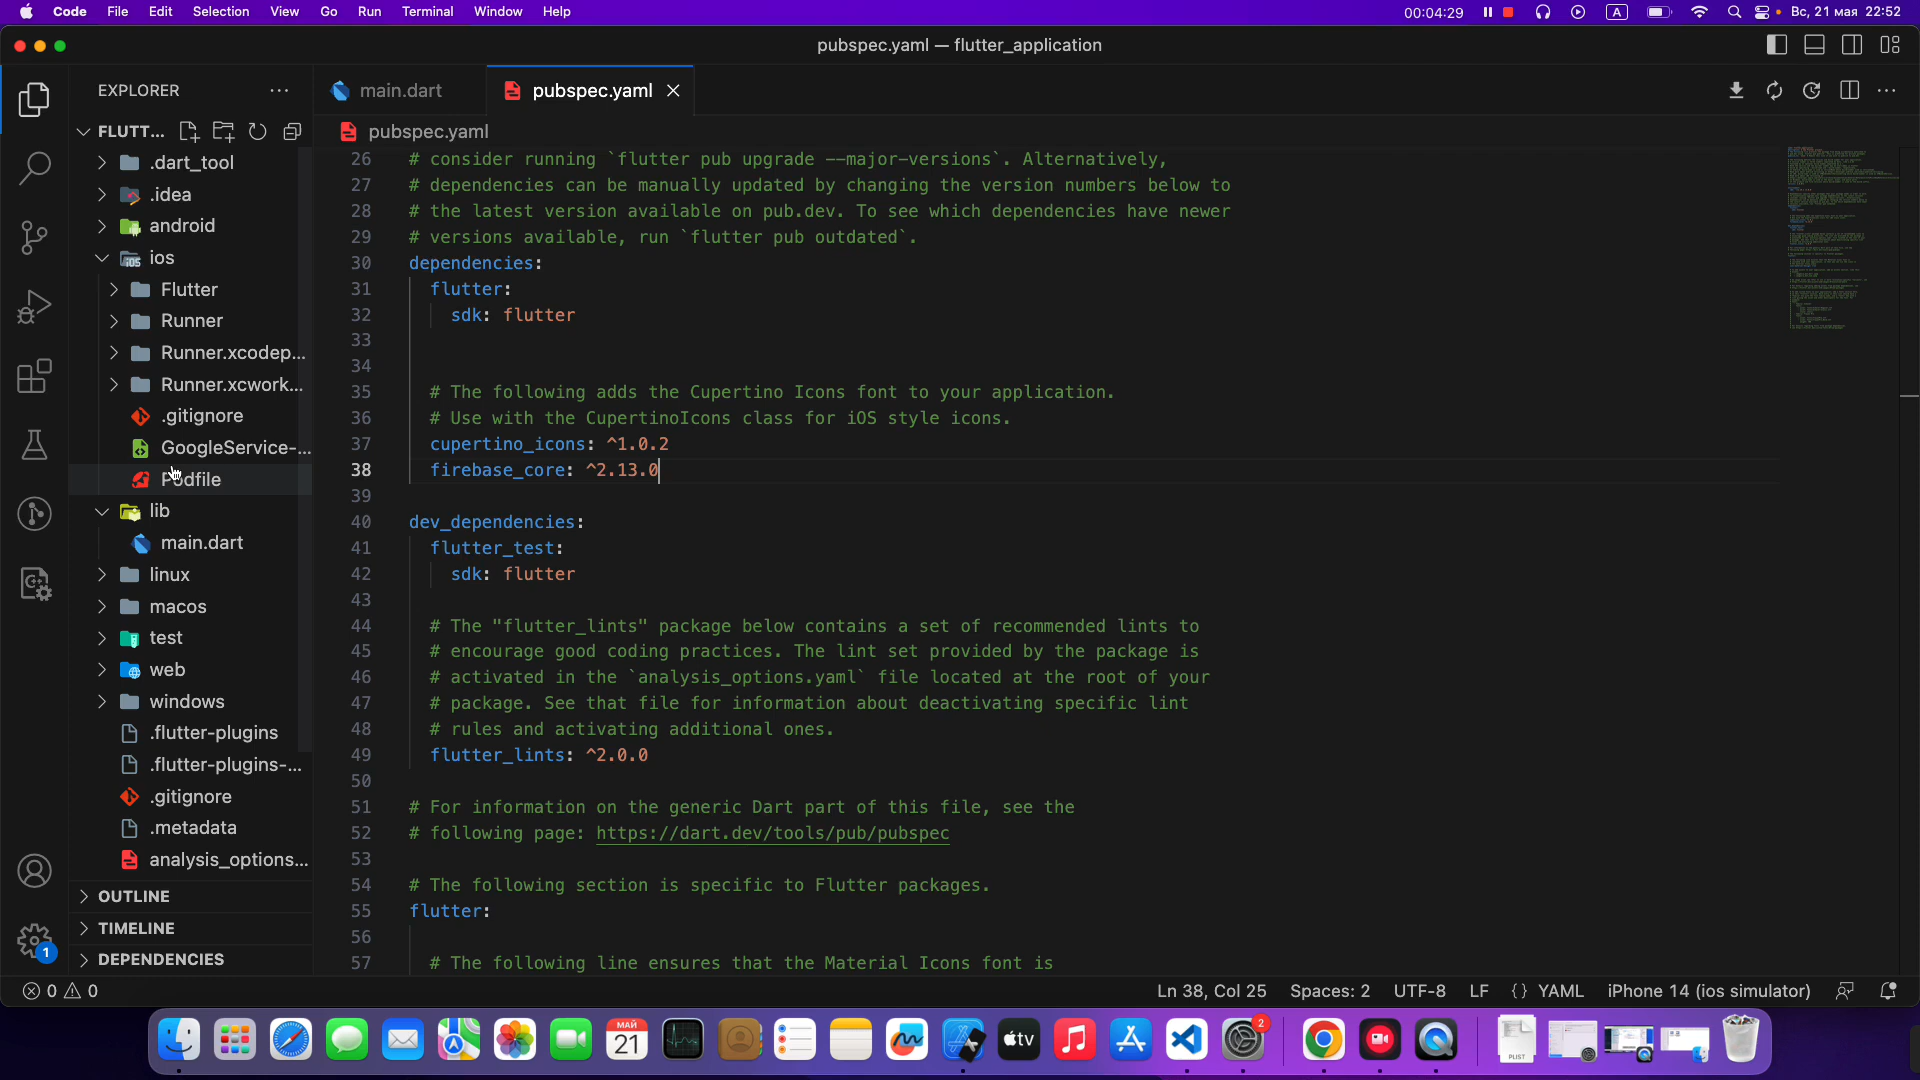 Code File Edit Selection View Go Run Terminal Window Help 00:04:29 A Вс, 21 мая 22:52
pubspec.yaml — flutter_application
EXPLORER
main.dart
pubspec.yaml
FLUTT...
pubspec.yaml
.dart_tool
.idea
android
ios
Flutter
Runner
Runner.xcodep...
Runner.xcwork...
.gitignore
GoogleService-...
Podfile
lib
main.dart
linux
macos
test
web
windows
.flutter-plugins
.flutter-plugins-...
.gitignore
.metadata
analysis_options...
OUTLINE
TIMELINE
DEPENDENCIES
1
26 # consider running `flutter pub upgrade --major-versions`. Alternatively,
27 # dependencies can be manually updated by changing the version numbers below to
28 # the latest version available on pub.dev. To see which dependencies have newer
29 # versions available, run `flutter pub outdated`.
30 dependencies:
31 flutter:
32 sdk: flutter
33
34
35 # The following adds the Cupertino Icons font to your application.
36 # Use with the CupertinoIcons class for iOS style icons.
37 cupertino_icons: ^1.0.2
38 firebase_core: ^2.13.0
39
40 dev_dependencies:
41 flutter_test:
42 sdk: flutter
43
44 # The "flutter_lints" package below contains a set of recommended lints to
45 # encourage good coding practices. The lint set provided by the package is
46 # activated in the `analysis_options.yaml` file located at the root of your
47 # package. See that file for information about deactivating specific lint
48 # rules and activating additional ones.
49 flutter_lints: ^2.0.0
50
51 # For information on the generic Dart part of this file, see the
52 # following page: https://dart.dev/tools/pub/pubspec
53
54 # The following section is specific to Flutter packages.
55 flutter:
56
57 # The following line ensures that the Material Icons font is
0 0 Ln 38, Col 25 Spaces: 2 UTF-8 LF {} YAML iPhone 14 (ios simulator)
МАЙ
21
tv
2
PLIST